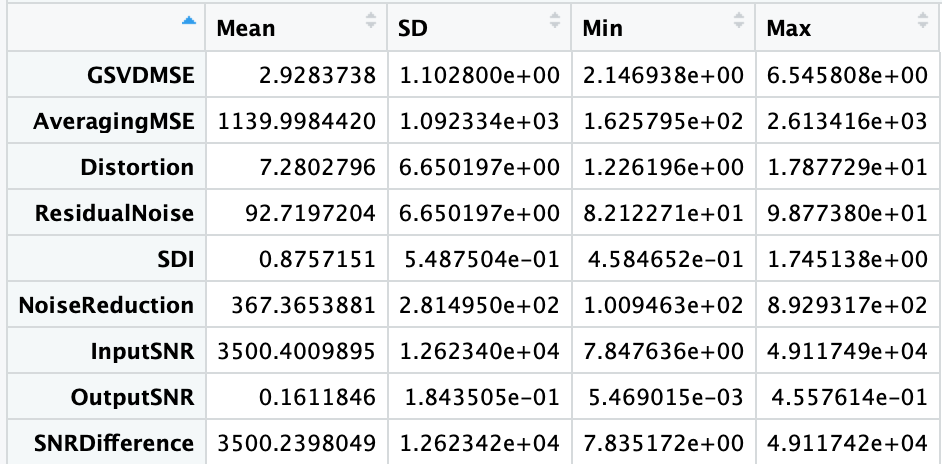 Mean SD Min Max
GSVDMSE 2.9283738 1.102800e+00 2.146938e+00 6.545808e+00
AveragingMSE 1139.9984420 1.092334e+03 1.625795e+02 2.613416e+03
Distortion 7.2802796 6.650197e+00 1.226196e+00 1.787729e+01
ResidualNoise 92.7197204 6.650197e+00 8.212271e+01 9.877380e+01
SDI 0.8757151 5.487504e-01 4.584652e-01 1.745138e+00
NoiseReduction 367.3653881 2.814950e+02 1.009463e+02 8.929317e+02
InputSNR 3500.4009895 1.262340e+04 7.847636e+00 4.911749e+04
OutputSNR 0.1611846 1.843505e-01 5.469015e-03 4.557614e-01
SNRDifference 3500.2398049 1.262342e+04 7.835172e+00 4.911742e+04